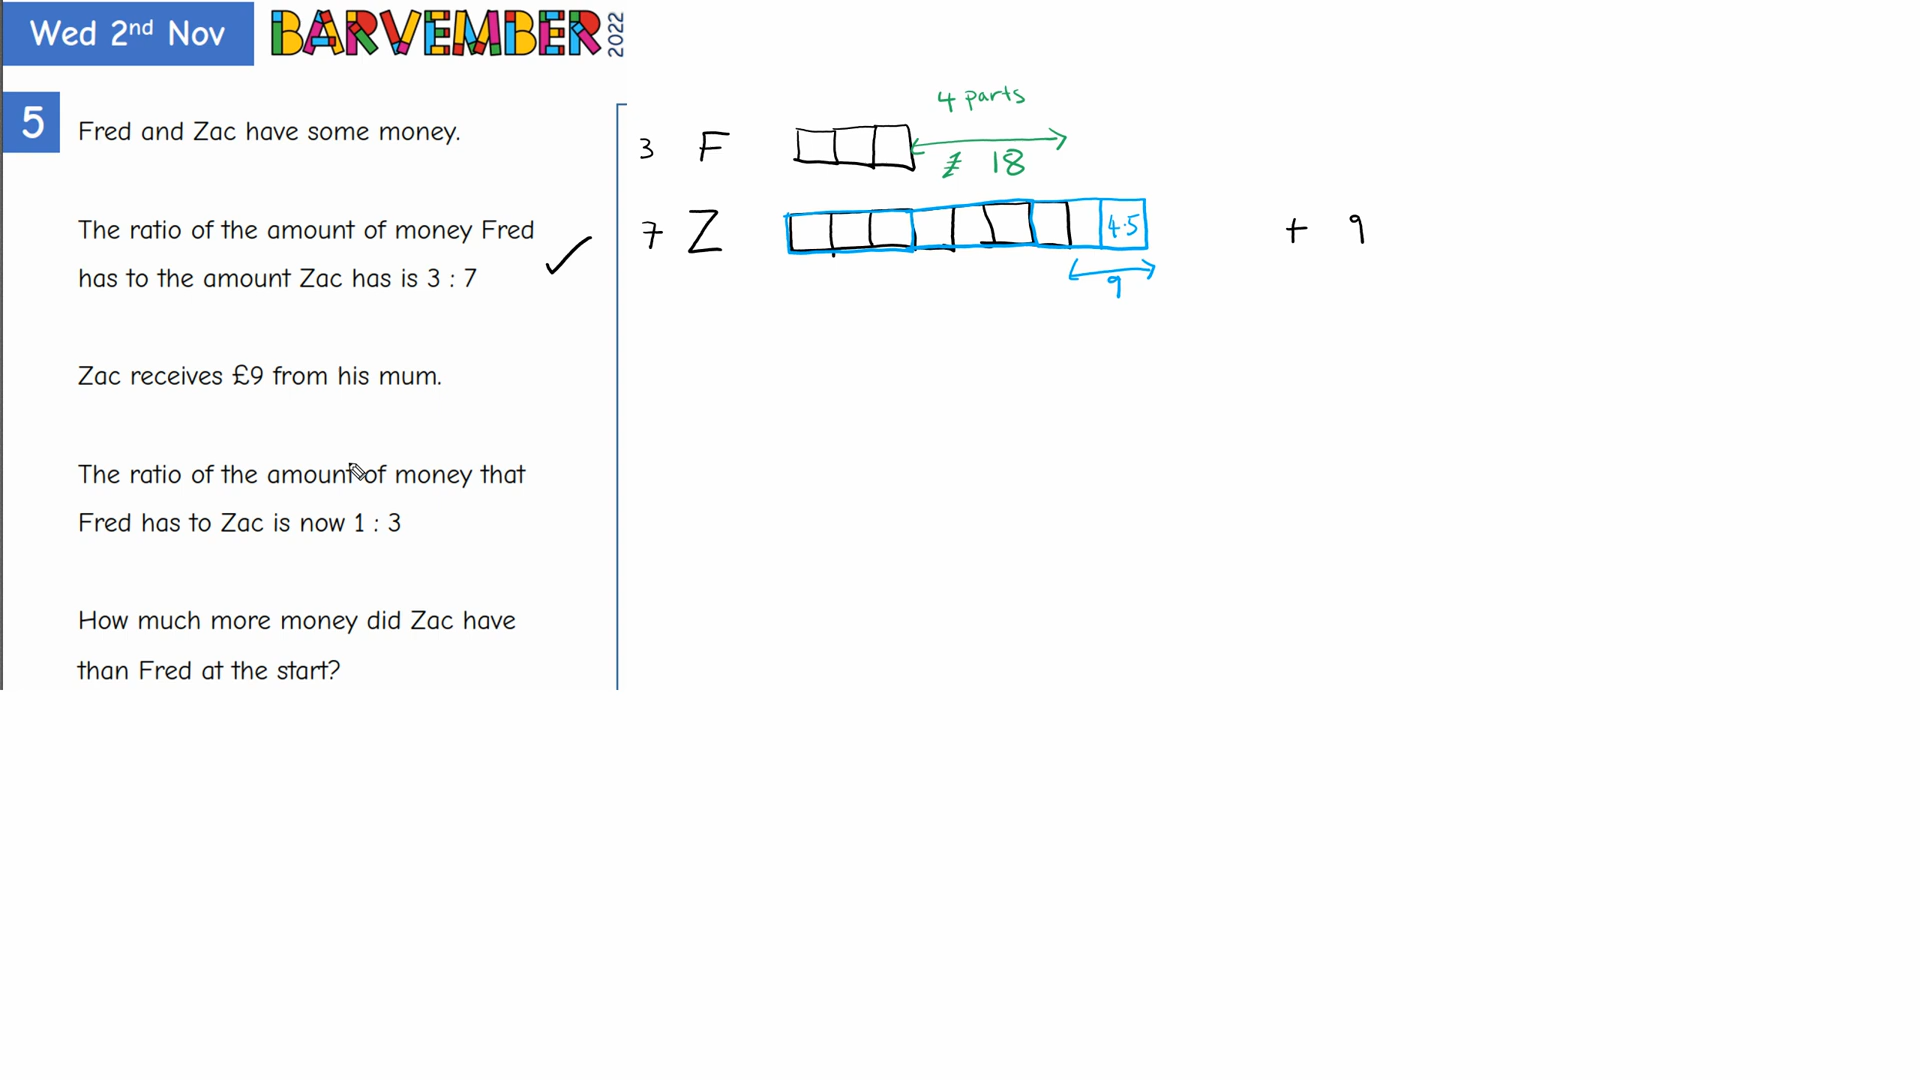 Wed 2nd Nov
BARVEMBER 2022
5
Fred and Zac have some money.
The ratio of the amount of money Fred
has to the amount Zac has is 3 : 7
Zac receives £9 from his mum.
The ratio of the amount of money that
Fred has to Zac is now 1 : 3
How much more money did Zac have
than Fred at the start?
4 parts
3 F
£ 18
7 Z
4.5
+ 9
9